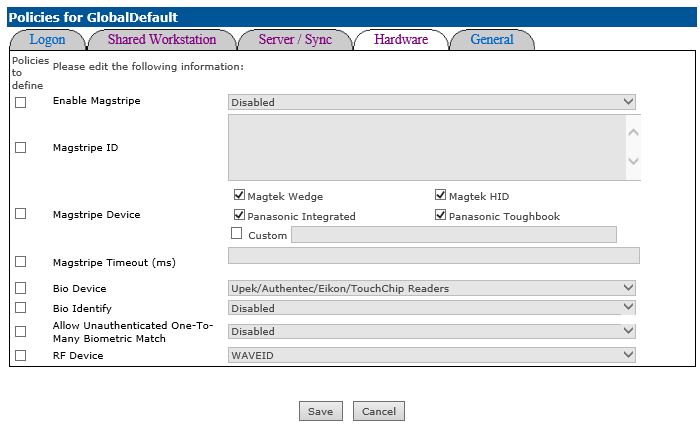 Policies for GlobalDefault
Logon Shared Workstation Server / Sync Hardware General
Policies to define
Please edit the following information:
Enable Magstripe Disabled
Magstripe ID
Magtek Wedge Magtek HID
Magstripe Device Panasonic Integrated Panasonic Toughbook
Custom
Magstripe Timeout (ms)
Bio Device Upek/Authentec/Eikon/TouchChip Readers
Bio Identify Disabled
Allow Unauthenticated One-To-
Many Biometric Match Disabled
RF Device WAVEID
Save Cancel